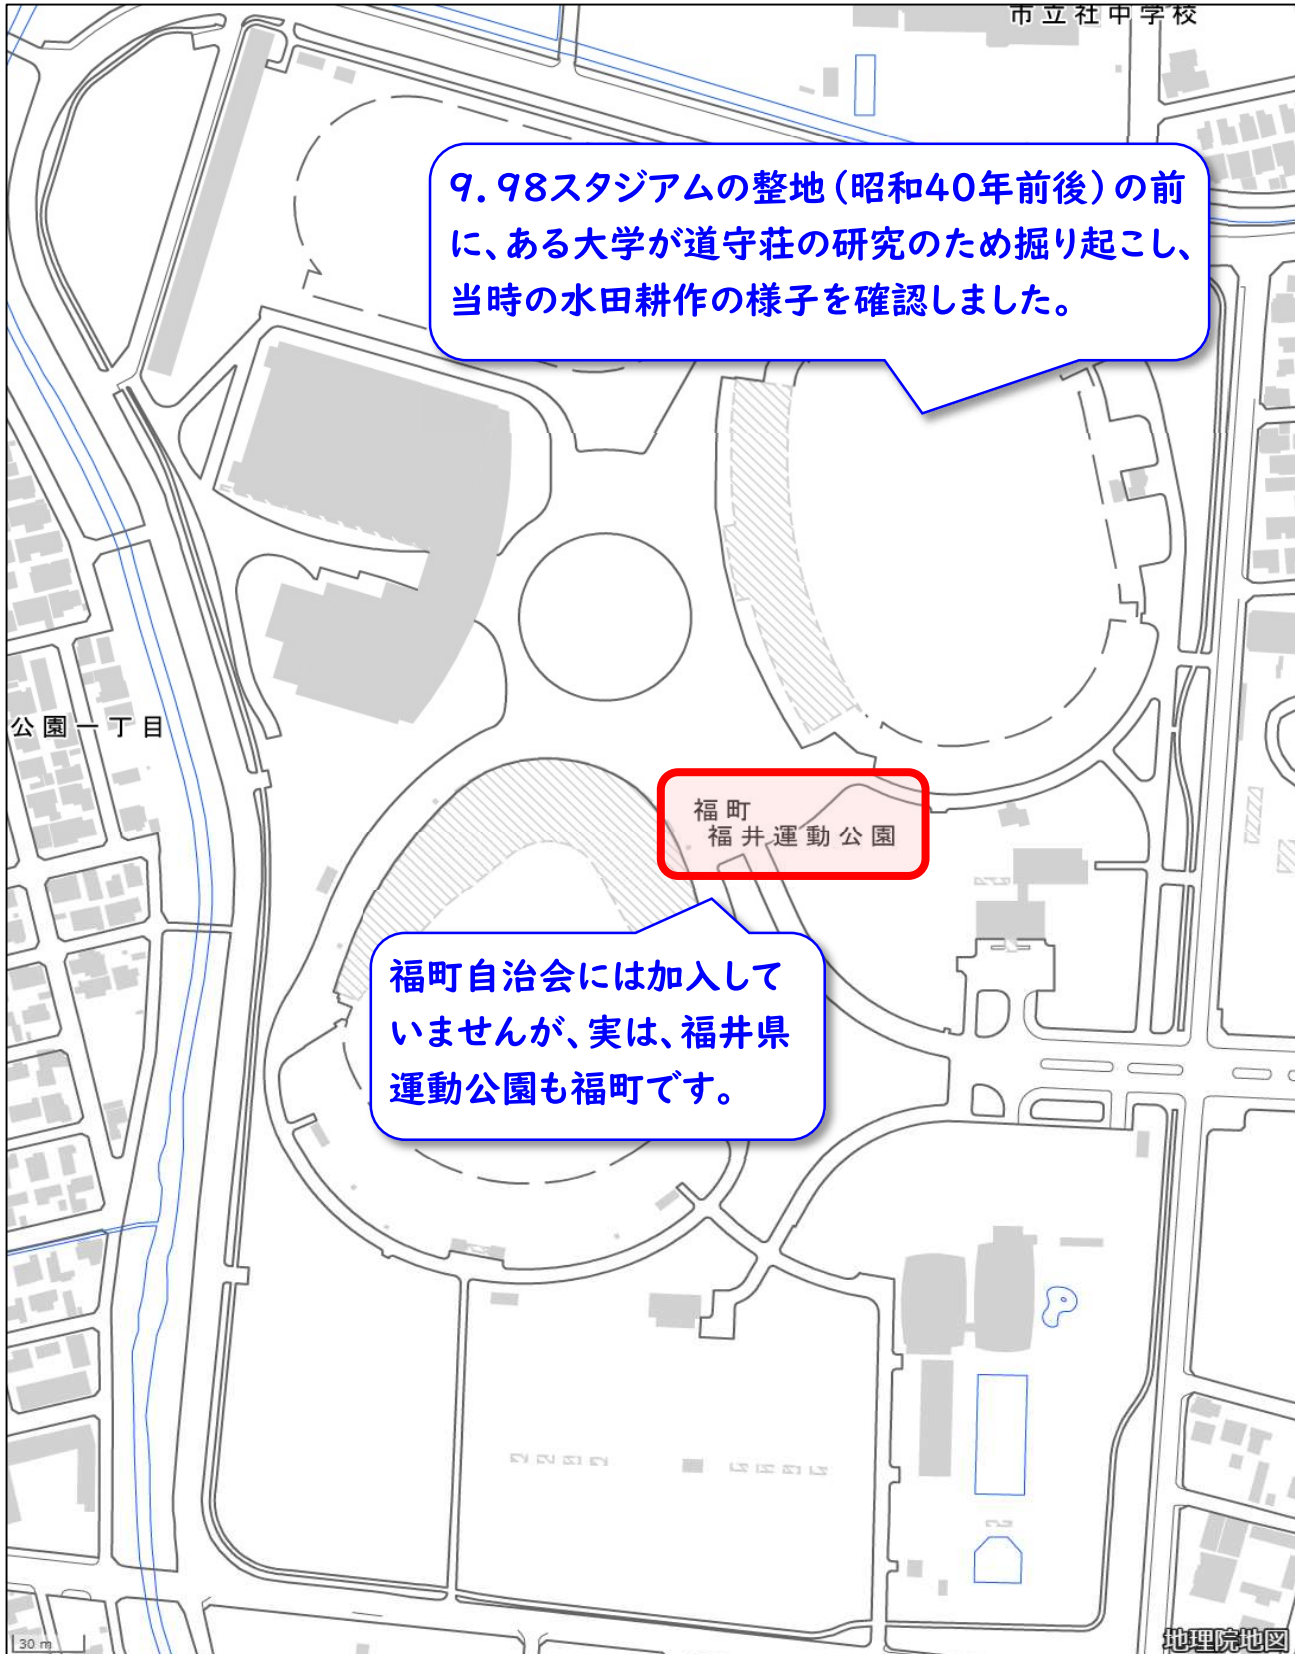 市立社中学校
9.98スタジアムの整地(昭和40年前後)の前
に、ある大学が道守荘の研究のため掘り起こし、
当時の水田耕作の様子を確認しました。
公園一丁目
福町
福井運動公園
福町自治会には加入して
いませんが、実は、福井県
運動公園も福町です。
30 m
地理院地図